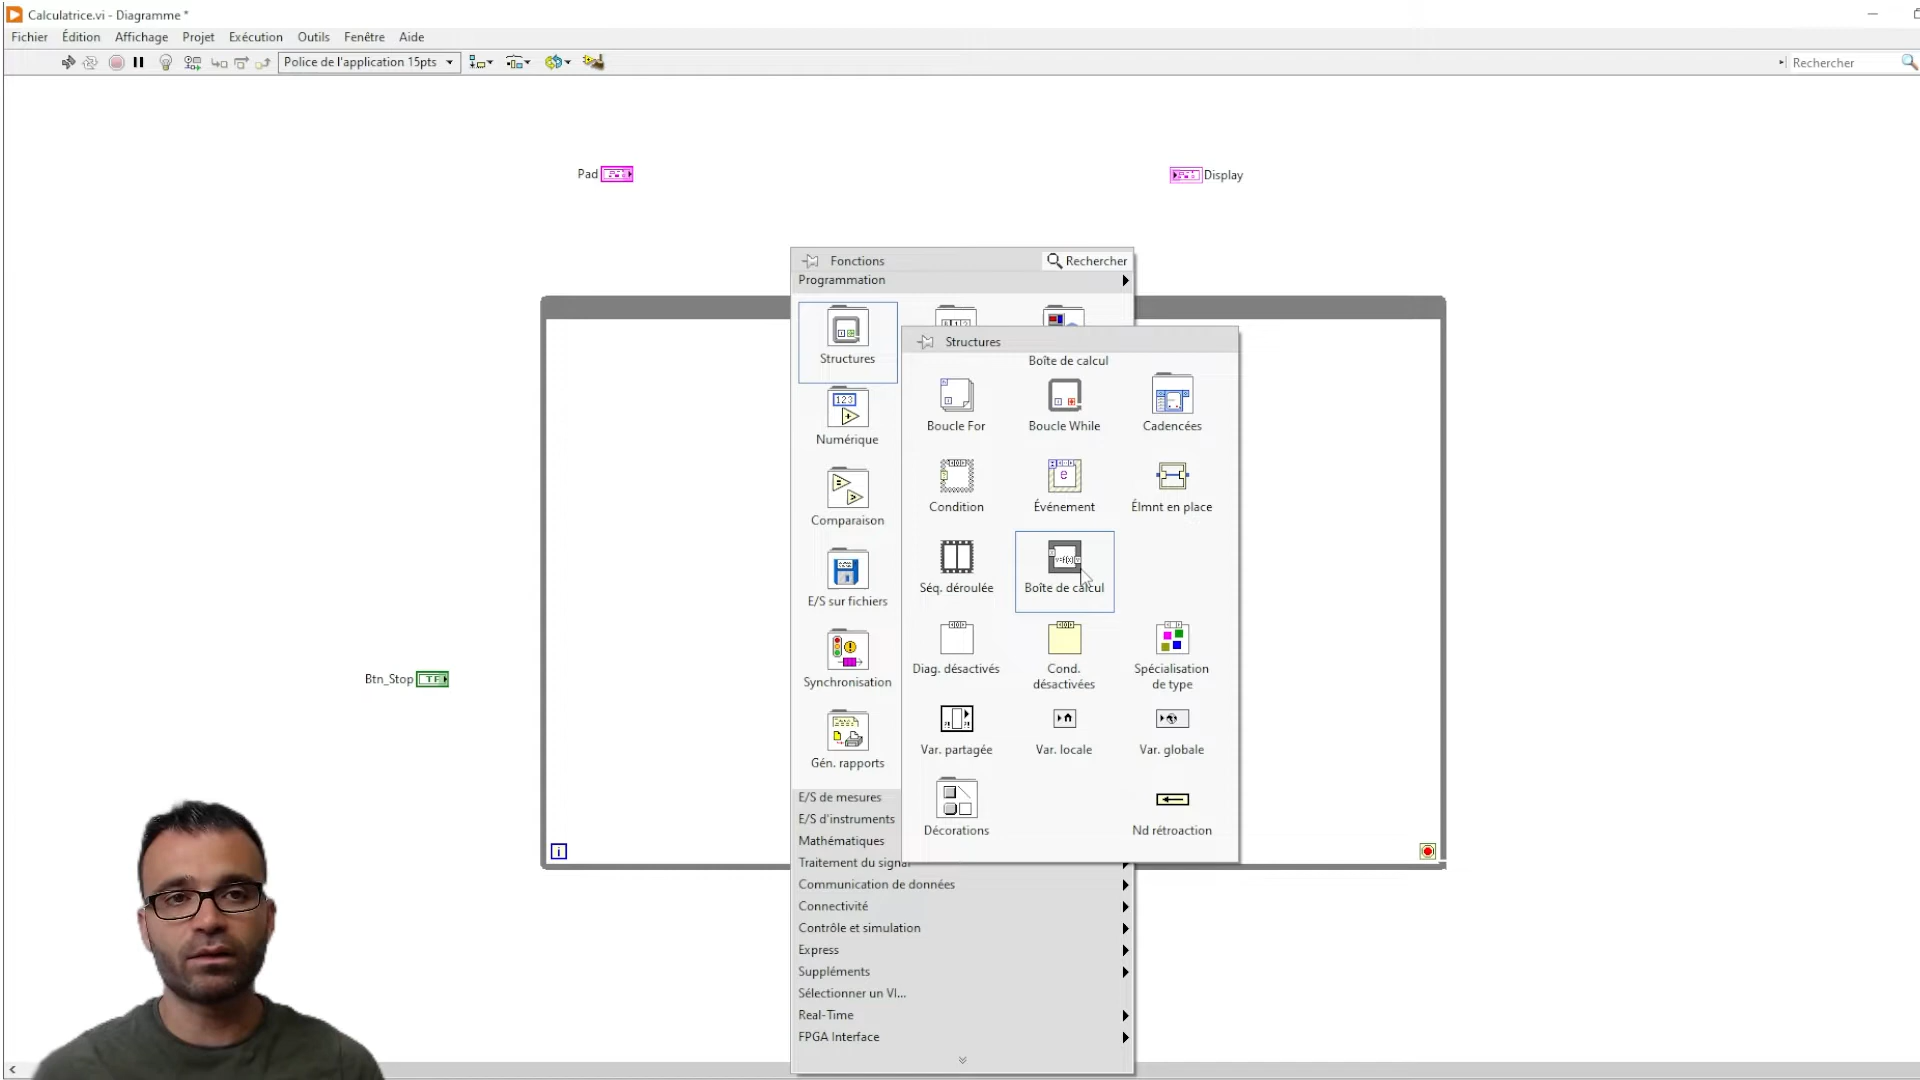 Calculatrice.vi - Diagramme *
Fichier Édition Affichage Projet Exécution Outils Fenêtre Aide
Police de l'application 15pts
Rechercher
Pad
Display
Fonctions
Rechercher
Programmation
Structures
Structures
Boîte de calcul
Boucle For
Boucle While
Cadencées
123
Numérique
Condition
Événement
Élmnt en place
Comparaison
Séq. déroulée
Boîte de calcul
E/S sur fichiers
Diag. désactivés
Cond. désactivées
Spécialisation de type
Btn_Stop TF
Synchronisation
Var. partagée
Var. locale
Var. globale
Gén. rapports
E/S de mesures
E/S d'instruments
Décorations
Nd rétroaction
Mathématiques
i
Traitement du signal
Communication de données
Connectivité
Contrôle et simulation
Express
Suppléments
Sélectionner un VI...
Real-Time
FPGA Interface